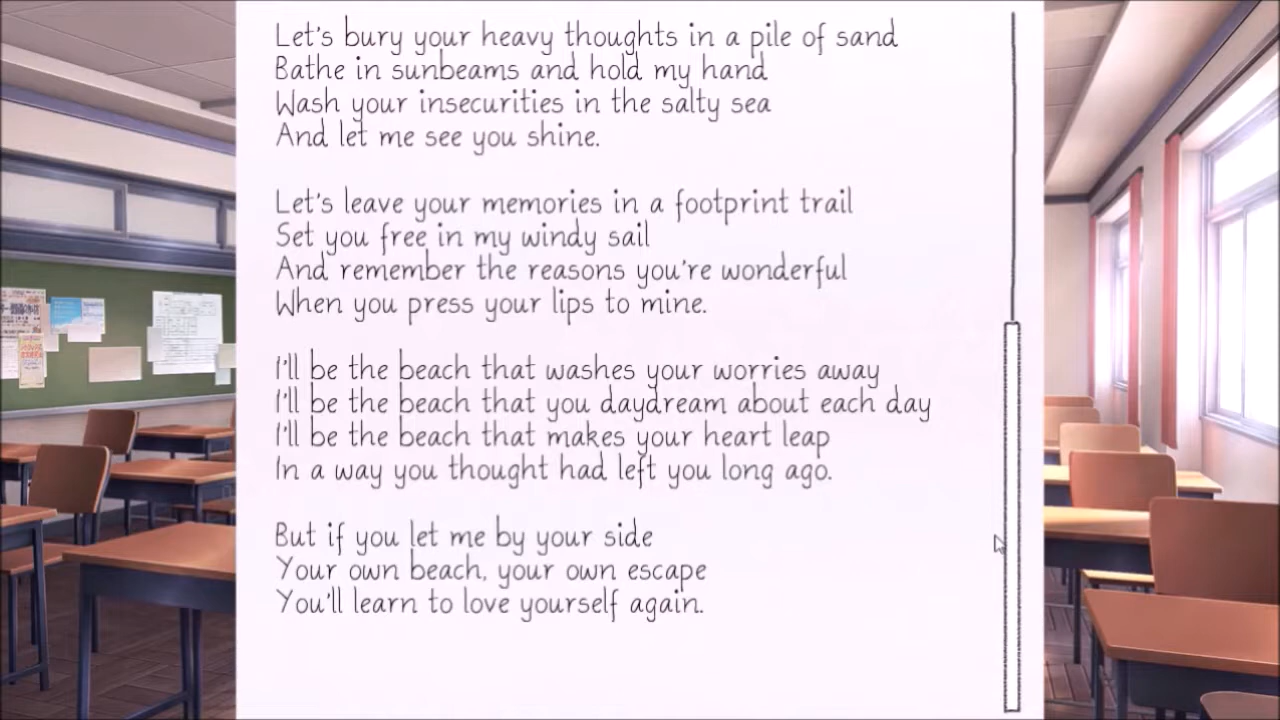 Let's bury your heavy thoughts in a pile of sand
Bathe in sunbeams and hold my hand
Wash your insecurities in the salty sea
And let me see you shine.
Let's leave your memories in a footprint trail
Set you free in my windy sail
And remember the reasons you're wonderful
When you press your lips to mine.
I'll be the beach that washes your worries away
I'll be the beach that you daydream about each day
I'll be the beach that makes your heart leap
In a way you thought had left you long ago.
But if you let me by your side
Your own beach, your own escape
You'll learn to love yourself again.